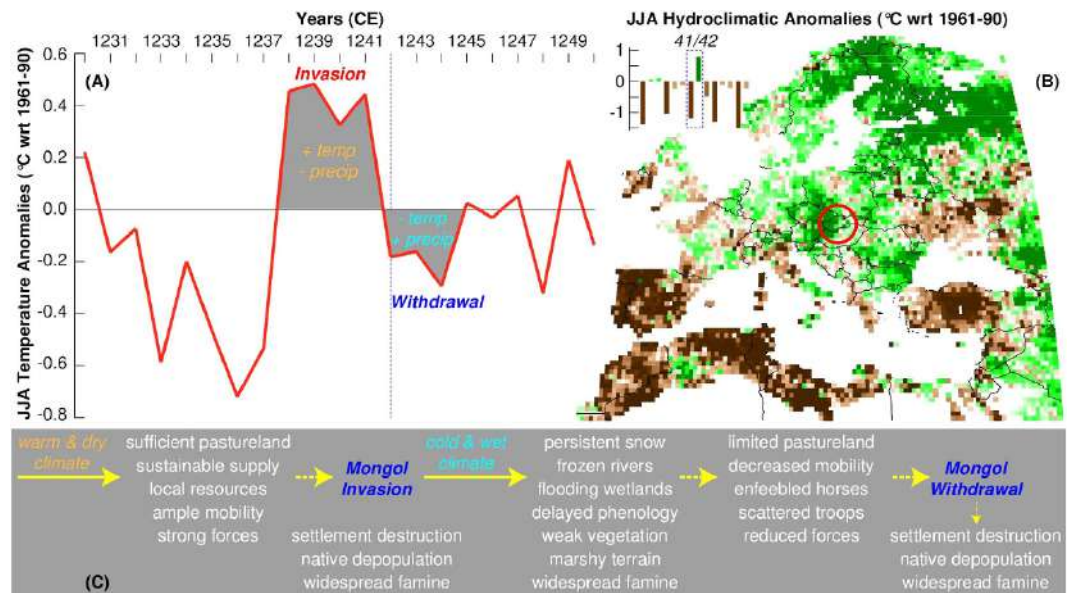 Years (CE)
1231 1233 1235 1237 1239 1241 1243 1245 1247 1249
JJA Temperature Anomalies (°C wrt 1961-90)
0.6
0.4
0.2
0.0
-0.2
-0.4
-0.6
-0.8
(A)
Invasion
+ temp
- precip
- temp
+ precip
Withdrawal
JJA Hydroclimatic Anomalies (°C wrt 1961-90)
41/42
1
0
-1
(B)
warm & dry
climate
sufficient pastureland
sustainable supply
local resources
ample mobility
strong forces
Mongol
Invasion
settlement destruction
native depopulation
widespread famine
cold & wet
climate
persistent snow
frozen rivers
flooding wetlands
delayed phenology
weak vegetation
marshy terrain
widespread famine
limited pastureland
decreased mobility
enfeebled horses
scattered troops
reduced forces
Mongol
Withdrawal
settlement destruction
native depopulation
widespread famine
(C)